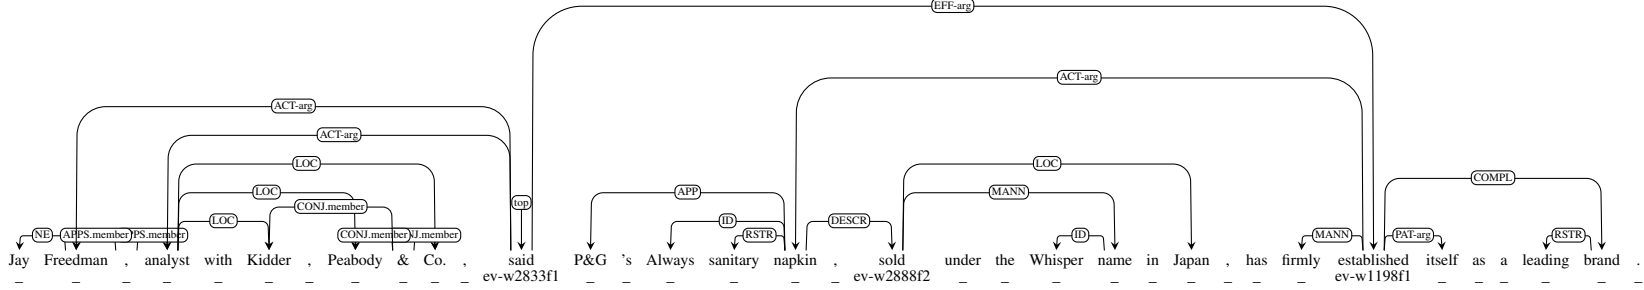 EFF-arg
ACT-arg
ACT-arg
ACT-arg
LOC LOC
COMPL
LOC APP MANN
CONJ.member top
LOC ID DESCR
NE APPS.member PS.member CONJ.member J.member RSTR ID MANN PAT-arg RSTR
Jay Freedman , analyst with Kidder , Peabody & Co. , said P&G 's Always sanitary napkin , sold under the Whisper name in Japan , has firmly established itself as a leading brand .
_ _ _ _ _ _ _ _ _ _ _ ev-w2833f1 _ _ _ _ _ _ ev-w2888f2 _ _ _ _ _ _ _ _ _ ev-w1198f1 _ _ _ _ _ _